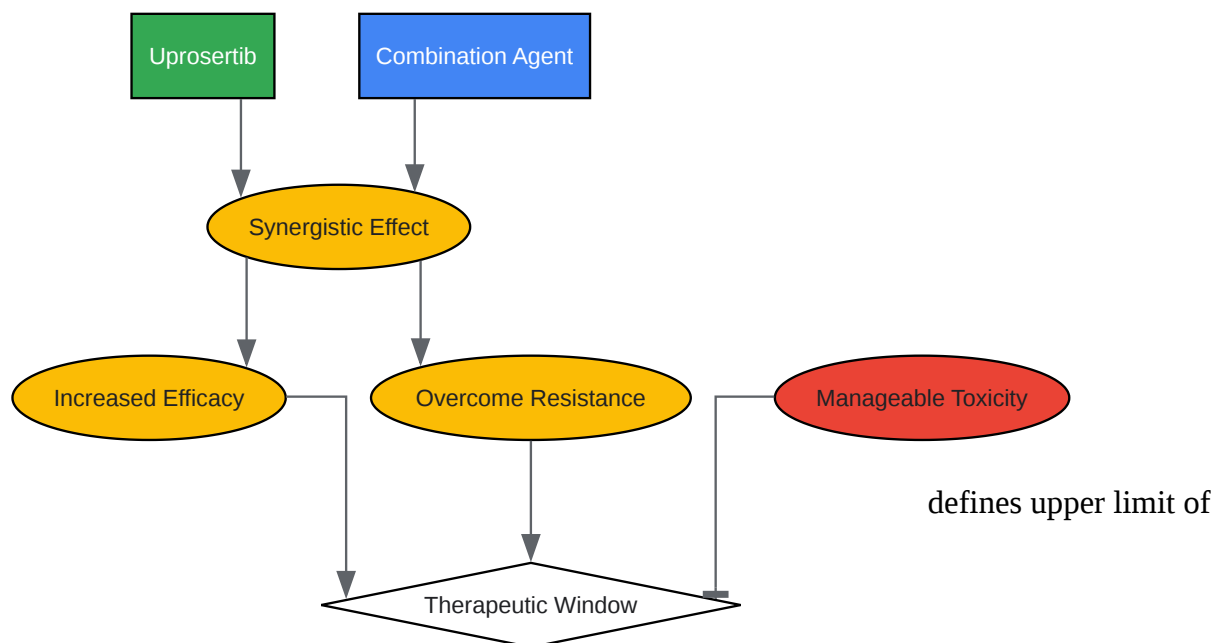 Uprosertib
Combination Agent
Synergistic Effect
Increased Efficacy
Overcome Resistance
Manageable Toxicity
defines upper limit of
Therapeutic Window